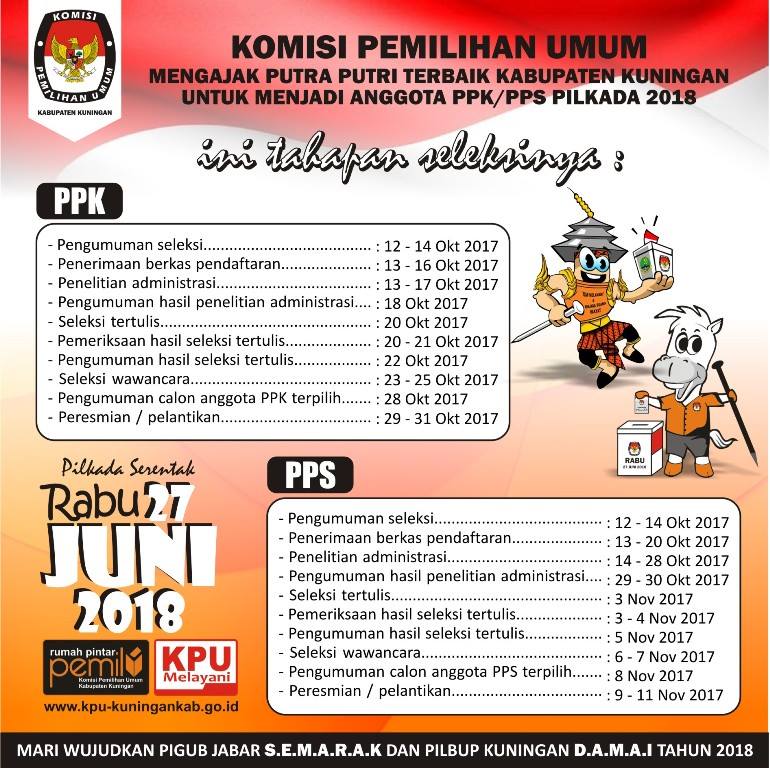 KOMISI
PEMILIHAN UMUM
KABUPATEN KUNINGAN
KOMISI PEMILIHAN UMUM
MENGAJAK PUTRA PUTRI TERBAIK KABUPATEN KUNINGAN
UNTUK MENJADI ANGGOTA PPK/PPS PILKADA 2018
ini tahapan seleksinya :
PPK
- Pengumuman seleksi....................................... : 12 - 14 Okt 2017
- Penerimaan berkas pendaftaran..................... : 13 - 16 Okt 2017
- Penelitian administrasi.................................... : 13 - 17 Okt 2017
- Pengumuman hasil penelitian administrasi.... : 18 Okt 2017
- Seleksi tertulis................................................. : 20 Okt 2017
- Pemeriksaan hasil seleksi tertulis.................... : 20 - 21 Okt 2017
- Pengumuman hasil seleksi tertulis.................. : 22 Okt 2017
- Seleksi wawancara.......................................... : 23 - 25 Okt 2017
- Pengumuman calon anggota PPK terpilih....... : 28 Okt 2017
- Peresmian / pelantikan................................... : 29 - 31 Okt 2017
RABU
27 JUNI 2018
Pilkada Serentak
Rabu 27
JUNI
2018
rumah pintar
pemilu
Komisi Pemilihan Umum
Kabupaten Kuningan
KPU
Melayani
www.kpu-kuningankab.go.id
PPS
- Pengumuman seleksi....................................... : 12 - 14 Okt 2017
- Penerimaan berkas pendaftaran..................... : 13 - 20 Okt 2017
- Penelitian administrasi.................................... : 14 - 28 Okt 2017
- Pengumuman hasil penelitian administrasi.... : 29 - 30 Okt 2017
- Seleksi tertulis................................................. : 3 Nov 2017
- Pemeriksaan hasil seleksi tertulis.................... : 3 - 4 Nov 2017
- Pengumuman hasil seleksi tertulis.................. : 5 Nov 2017
- Seleksi wawancara.......................................... : 6 - 7 Nov 2017
- Pengumuman calon anggota PPS terpilih....... : 8 Nov 2017
- Peresmian / pelantikan................................... : 9 - 11 Nov 2017
MARI WUJUDKAN PIGUB JABAR S.E.M.A.R.A.K DAN PILBUP KUNINGAN D.A.M.A.I TAHUN 2018